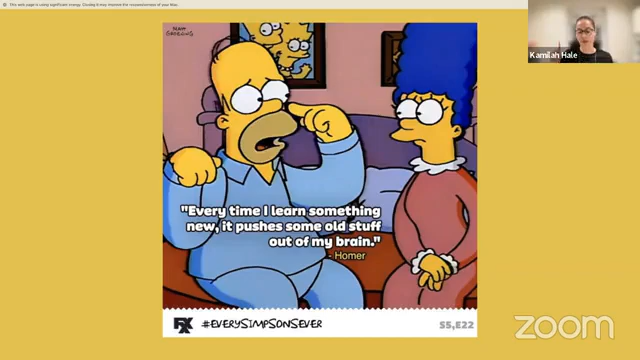 This web page is using significant energy. Closing it may improve the responsiveness of your Mac.
MATT
GROENING
Kamilah Hale
"Every time I learn something
new, it pushes some old stuff
out of my brain."
- Homer
FXX
#EVERYSIMPSONSEVER
S5,E22
zoom